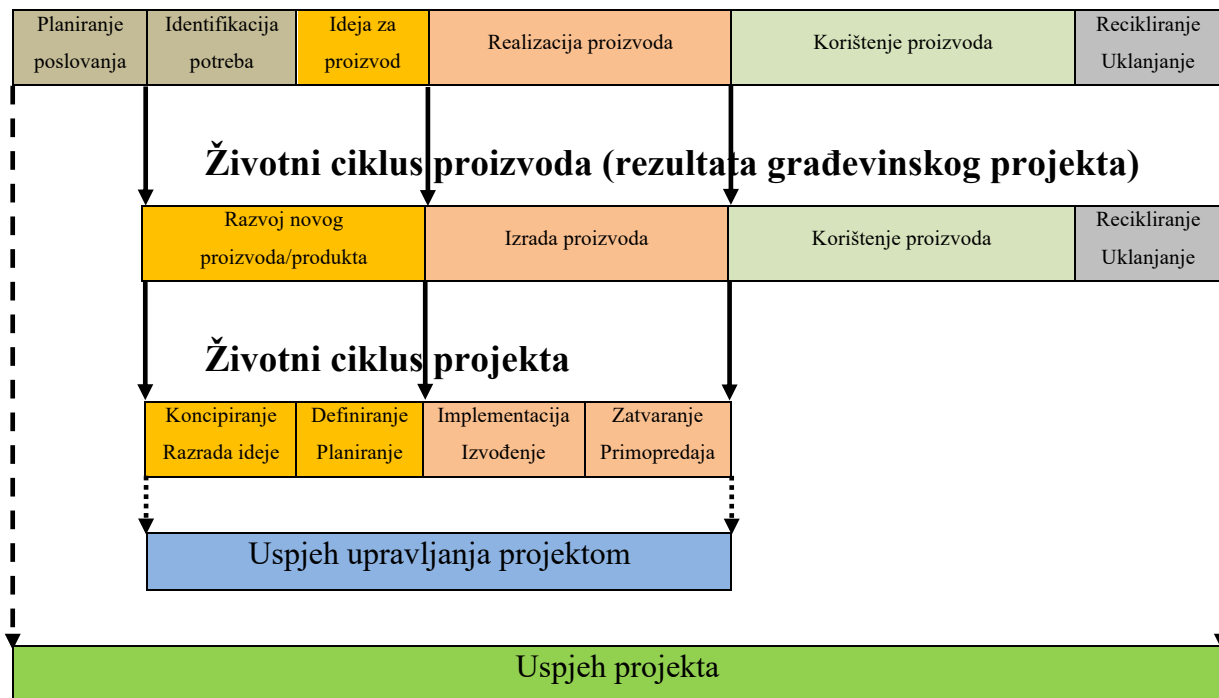 Planiranje
poslovanja
Identifikacija
potreba
Ideja za
proizvod
Realizacija proizvoda
Korištenje proizvoda
Recikliranje
Uklanjanje
Životni ciklus proizvoda (rezultata građevinskog projekta)
Razvoj novog
proizvoda/produkta
Izrada proizvoda
Korištenje proizvoda
Recikliranje
Uklanjanje
Životni ciklus projekta
Koncipiranje
Razrada ideje
Definiranje
Planiranje
Implementacija
Izvođenje
Zatvaranje
Primopredaja
Uspjeh upravljanja projektom
Uspjeh projekta